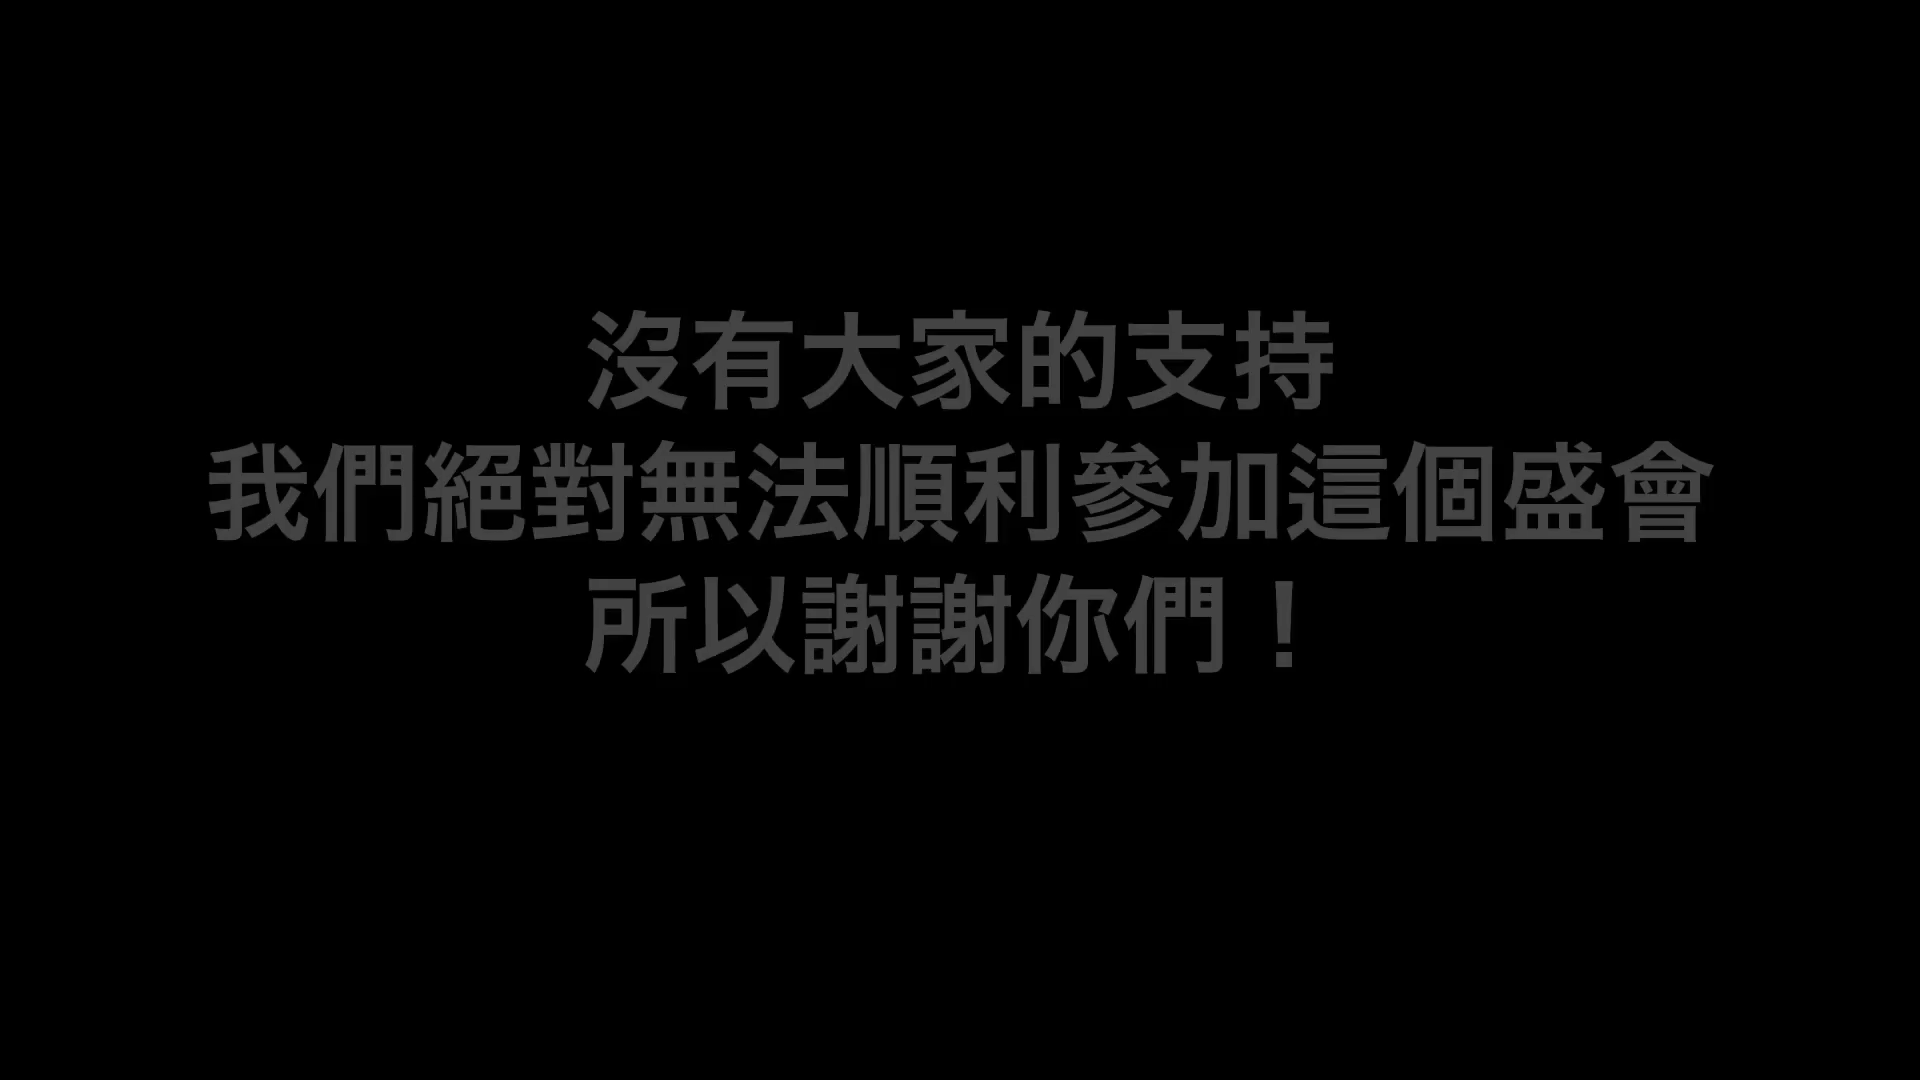 沒有大家的支持
我們絕對無法順利參加這個盛會
所以謝謝你們！